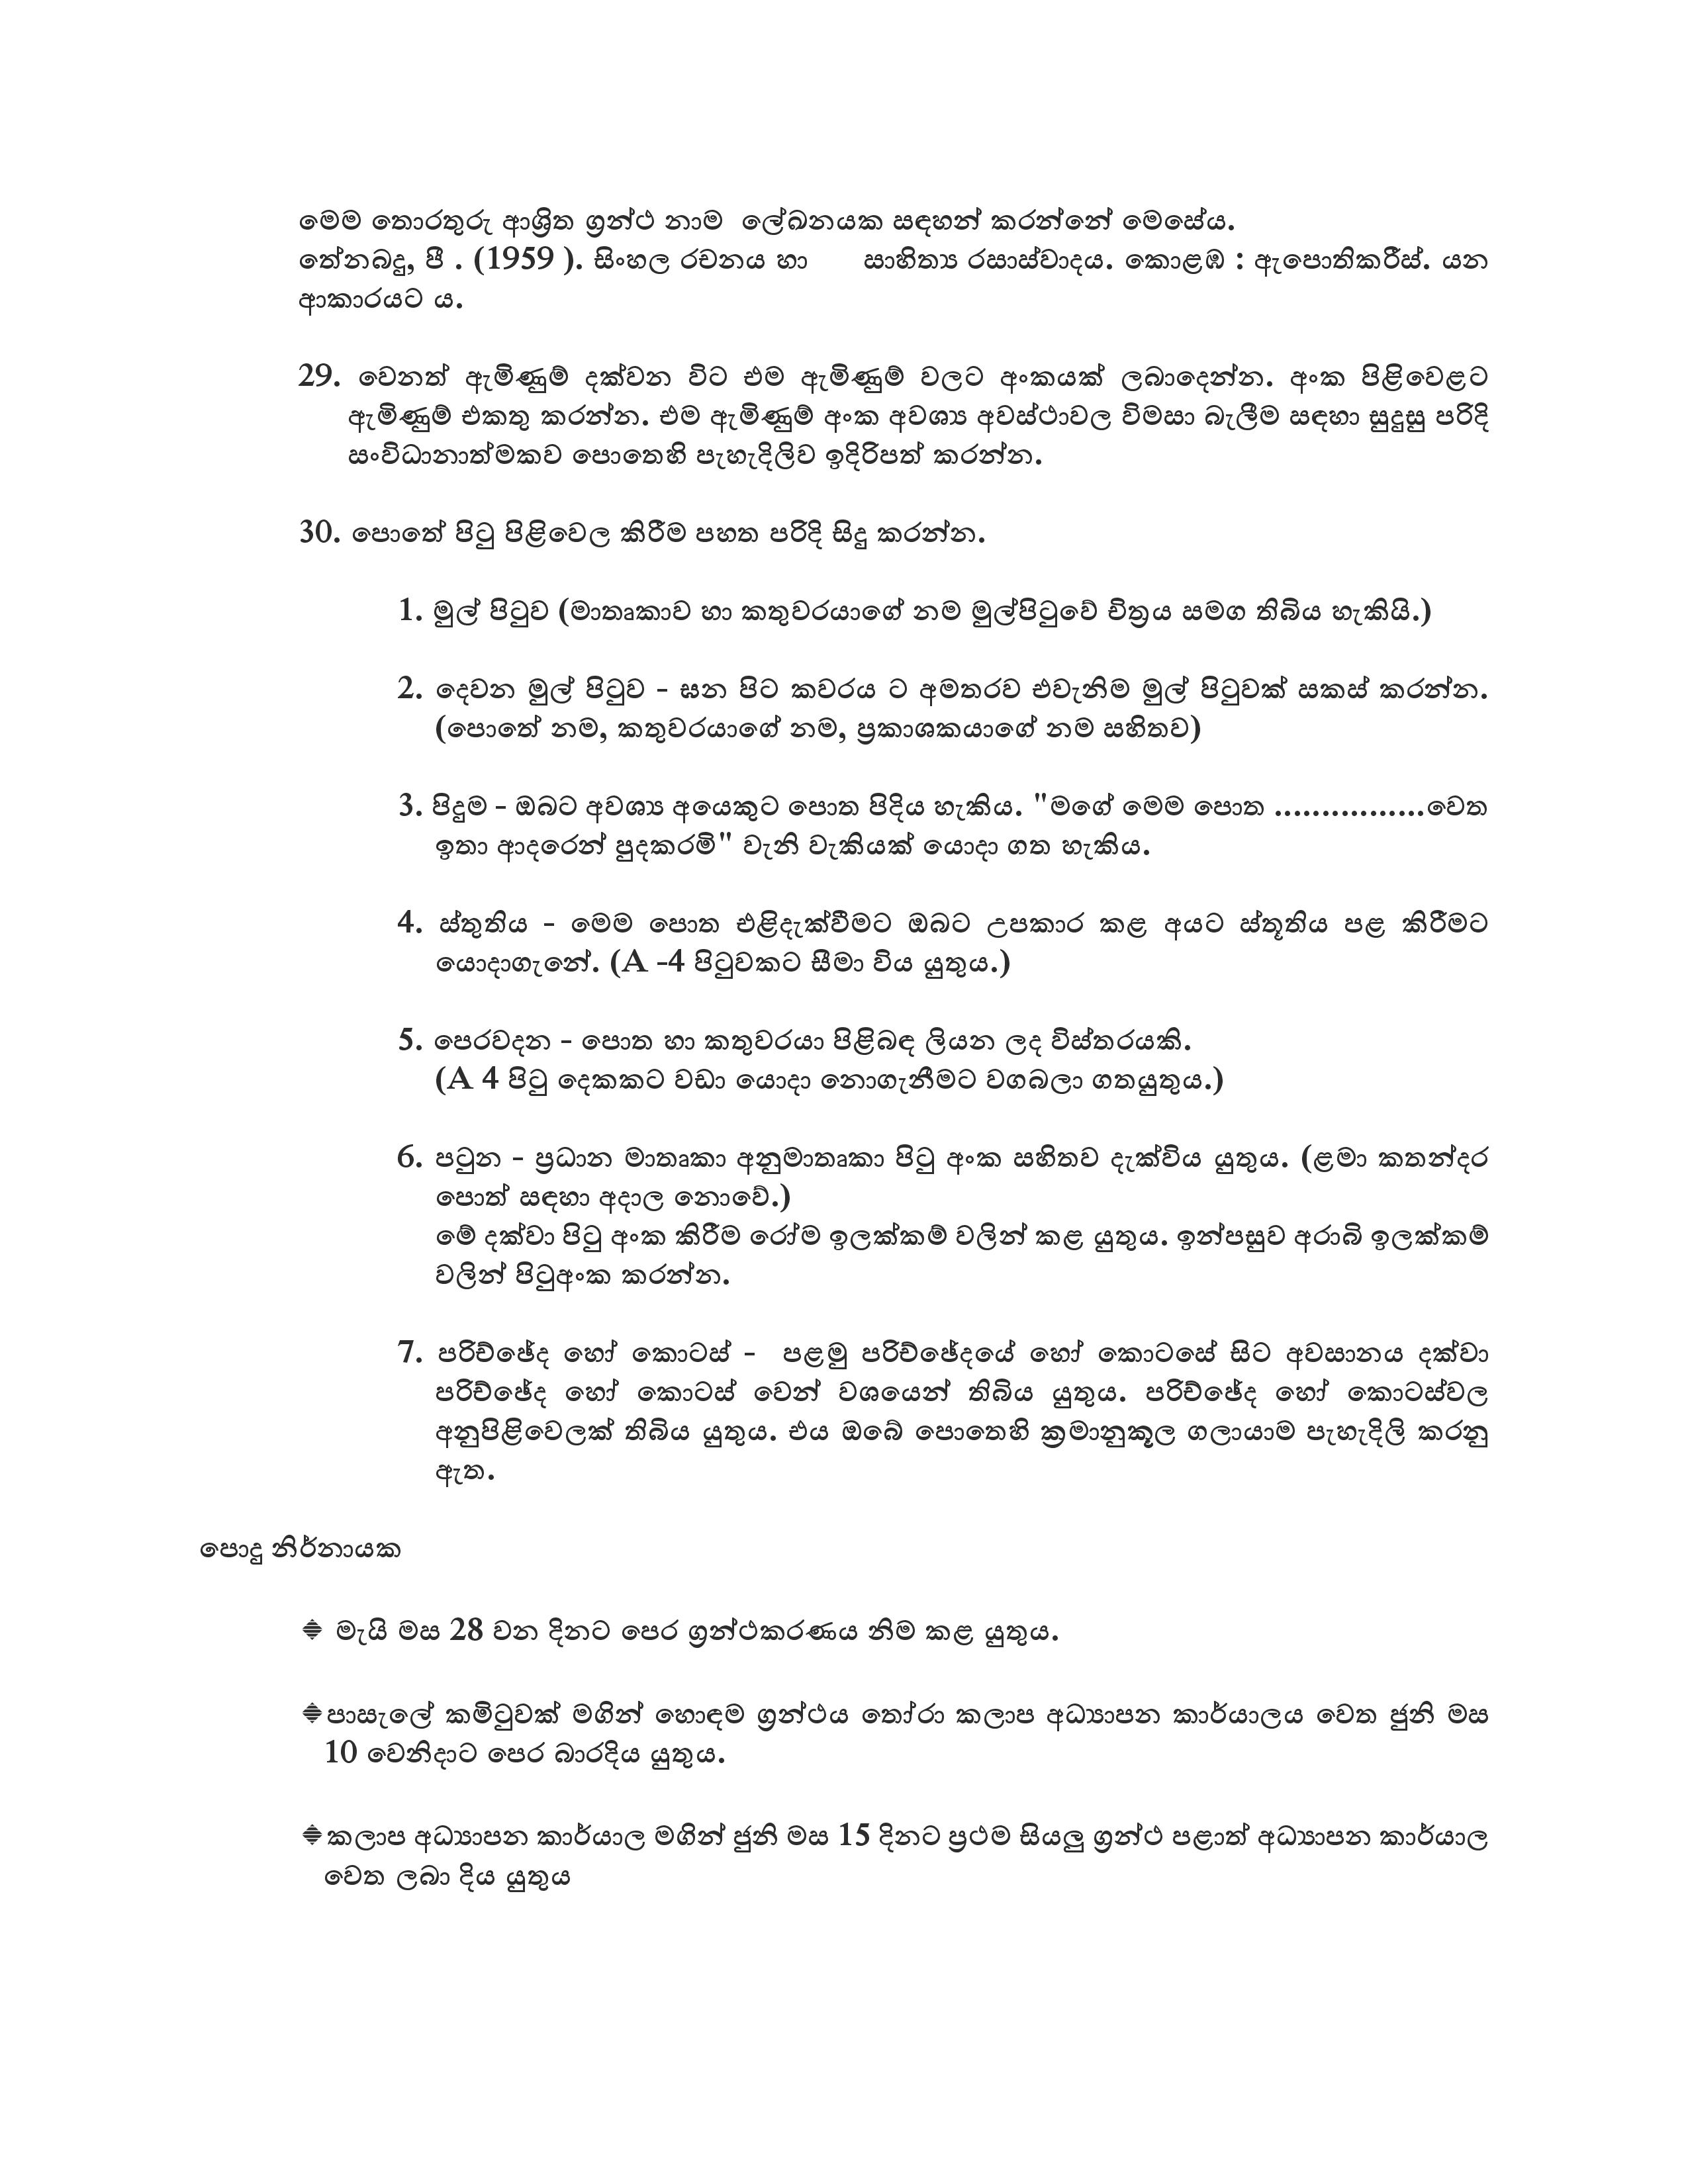 මෙම තොරතුරු ආශ්‍රිත ග්‍රන්ථ නාම ලේඛනයක සඳහන් කරන්නේ මෙසේය.
තේනබදු, පී . (1959 ). සිංහල රචනය හා සාහිත්‍ය රසාස්වාදය. කොළඹ : ඇපොතිකරීස්. යන
ආකාරයට ය.
29. වෙනත් ඇමිණුම් දක්වන විට එම ඇමිණුම් වලට අංකයක් ලබාදෙන්න. අංක පිළිවෙළට
ඇමිණුම් එකතු කරන්න. එම ඇමිණුම් අංක අවශ්‍ය අවස්ථාවල විමසා බැලීම සඳහා සුදුසු පරිදි
සංවිධානාත්මකව පොතෙහි පැහැදිලිව ඉදිරිපත් කරන්න.
30. පොතේ පිටු පිළිවෙල කිරීම පහත පරිදි සිදු කරන්න.
1. මුල් පිටුව (මාතෘකාව හා කතුවරයාගේ නම මුල්පිටුවේ චිත්‍රය සමග තිබිය හැකියි.)
2. දෙවන මුල් පිටුව - ඝන පිට කවරය ට අමතරව එවැනිම මුල් පිටුවක් සකස් කරන්න.
(පොතේ නම, කතුවරයාගේ නම, ප්‍රකාශකයාගේ නම සහිතව)
3. පිදුම - ඔබට අවශ්‍ය අයෙකුට පොත පිදිය හැකිය. "මගේ මෙම පොත ................වෙත
ඉතා ආදරෙන් පුදකරමි" වැනි වැකියක් යොදා ගත හැකිය.
4. ස්තුතිය - මෙම පොත එළිදැක්වීමට ඔබට උපකාර කළ අයට ස්තූතිය පළ කිරීමට
යොදාගැනේ. (A -4 පිටුවකට සීමා විය යුතුය.)
5. පෙරවදන - පොත හා කතුවරයා පිළිබඳ ලියන ලද විස්තරයකි.
(A 4 පිටු දෙකකට වඩා යොදා නොගැනීමට වගබලා ගතයුතුය.)
6. පටුන - ප්‍රධාන මාතෘකා අනුමාතෘකා පිටු අංක සහිතව දැක්විය යුතුය. (ළමා කතන්දර
පොත් සඳහා අදාල නොවේ.)
මේ දක්වා පිටු අංක කිරීම රෝම ඉලක්කම් වලින් කළ යුතුය. ඉන්පසුව අරාබි ඉලක්කම්
වලින් පිටුඅංක කරන්න.
7. පරිච්ඡේද හෝ කොටස් - පළමු පරිච්ඡේදයේ හෝ කොටසේ සිට අවසානය දක්වා
පරිච්ඡේද හෝ කොටස් වෙන් වශයෙන් තිබිය යුතුය. පරිච්ඡේද හෝ කොටස්වල
අනුපිළිවෙලක් තිබිය යුතුය. එය ඔබේ පොතෙහි ක්‍රමානුකූල ගලායාම පැහැදිලි කරනු
ඇත.
පොදු නිර්නායක
මැයි මස 28 වන දිනට පෙර ග්‍රන්ථකරණය නිම කළ යුතුය.
පාසැලේ කමිටුවක් මගින් හොඳම ග්‍රන්ථය තෝරා කලාප අධ්‍යාපන කාර්යාලය වෙත ජුනි මස
10 වෙනිදාට පෙර බාරදිය යුතුය.
කලාප අධ්‍යාපන කාර්යාල මගින් ජුනි මස 15 දිනට ප්‍රථම සියලු ග්‍රන්ථ පළාත් අධ්‍යාපන කාර්යාල
වෙත ලබා දිය යුතුය